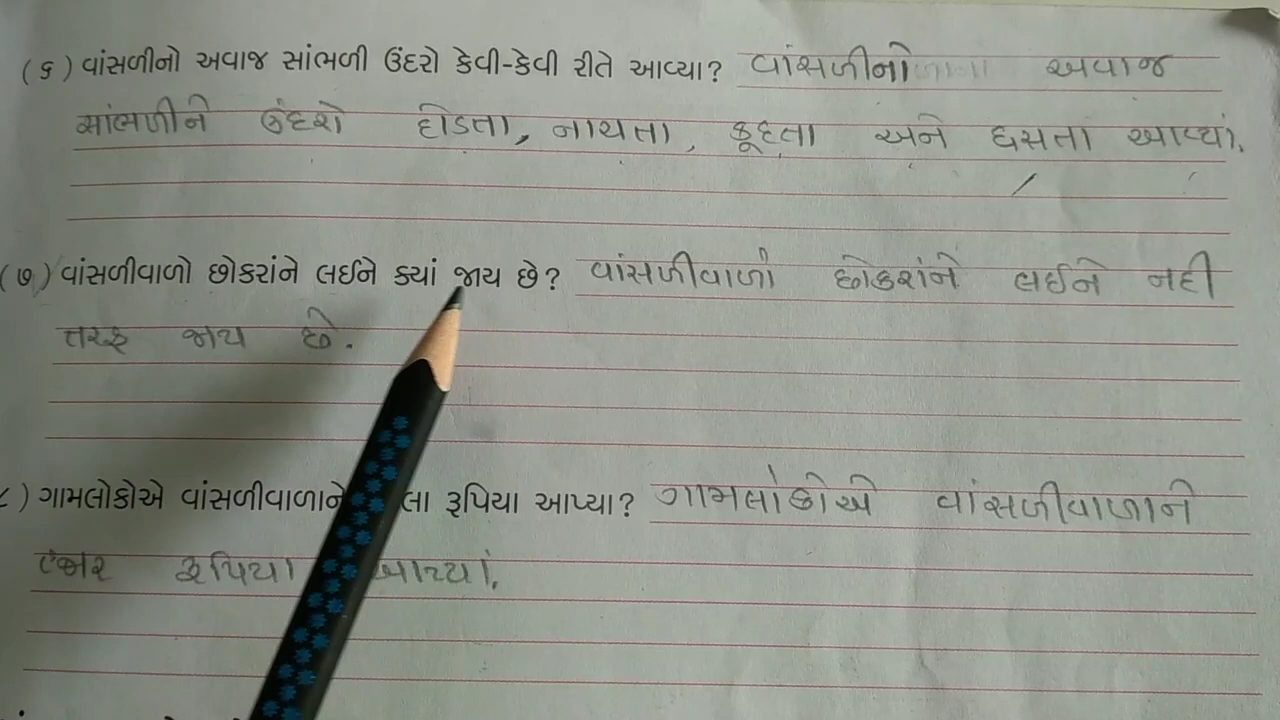 (૬) વાંસળીનો અવાજ સાંભળી ઉંદરો કેવી-કેવી રીતે આવ્યા? વાંસળીનો અવાજ
સાંભળીને ઉંદરો દોડતા, નાચતા, કૂદતા અને હસતા આવ્યાં.
(૭) વાંસળીવાળો છોકરાંને લઈને ક્યાં જાય છે? વાંસળીવાળો છોકરાંને લઈને નદી
તરફ જાય છે.
) ગામલોકોએ વાંસળીવાળાને લા રૂપિયા આપ્યા? ગામલોકોએ વાંસળીવાળાને
રૂપિયા આપ્યાં.